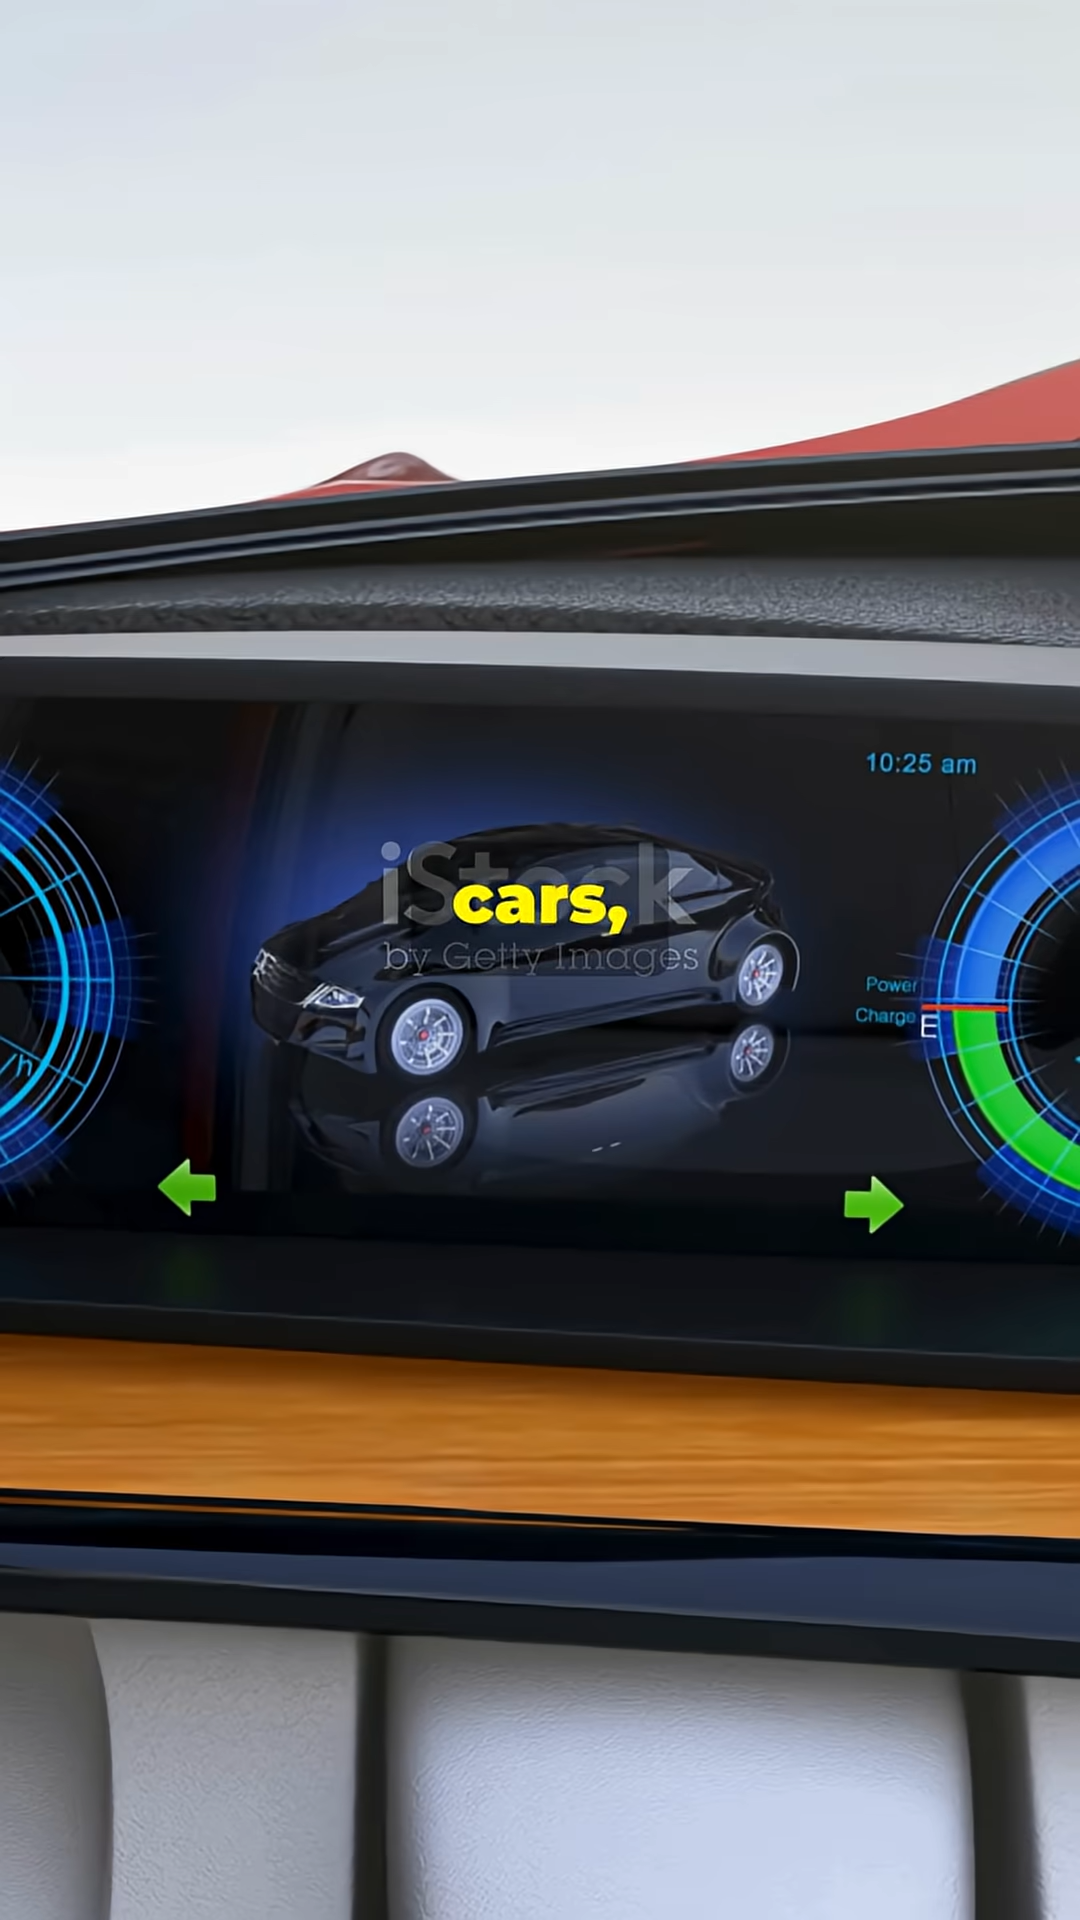 10:25 am
iStock
cars,
by Getty Images
Power
Charge
E
/h